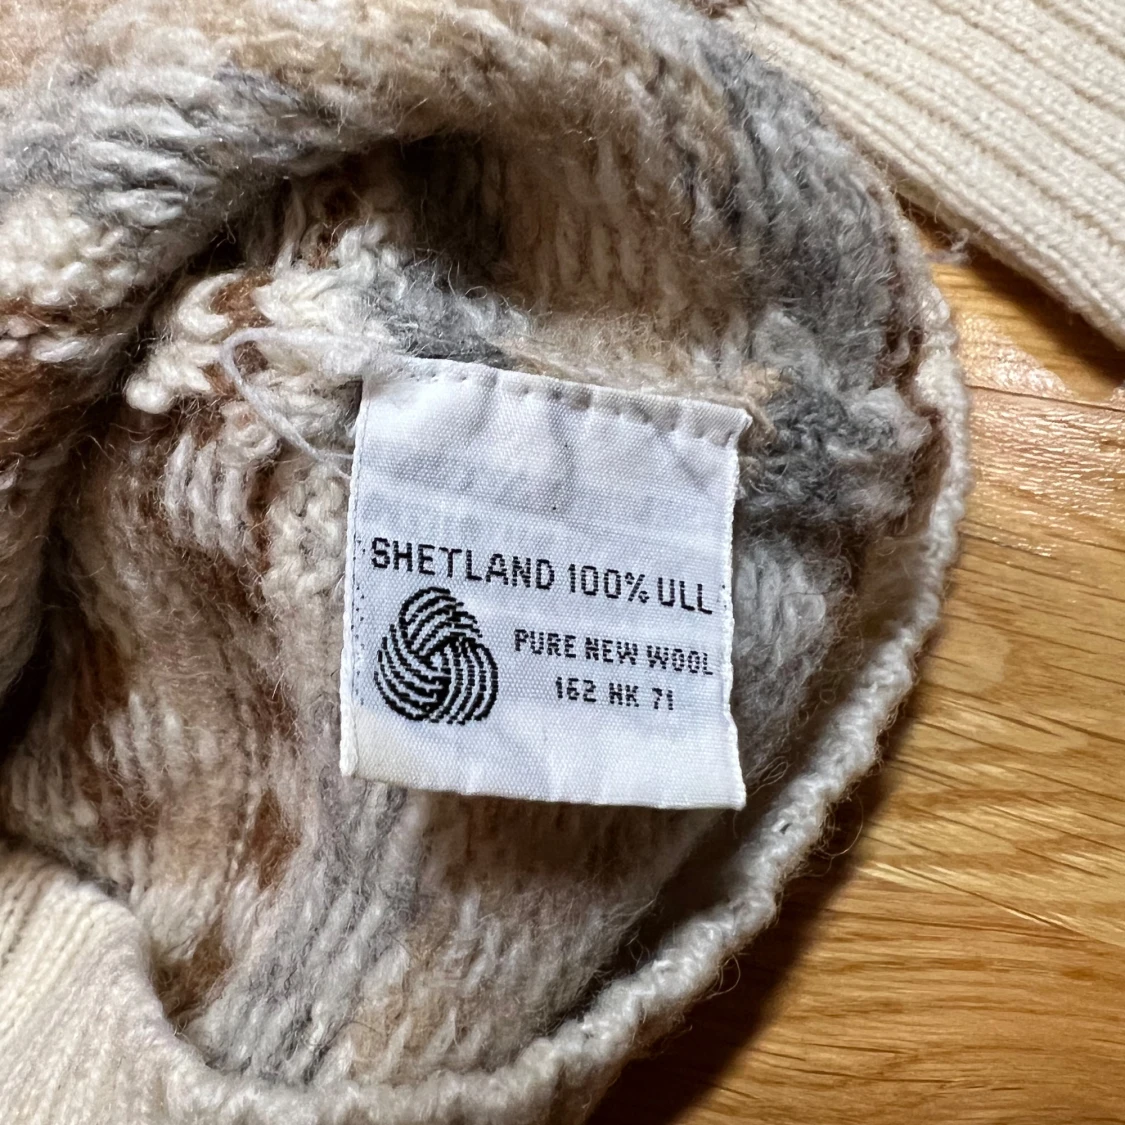 SHETLAND 100% ULL
PURE NEW WOOL
162 HK 71